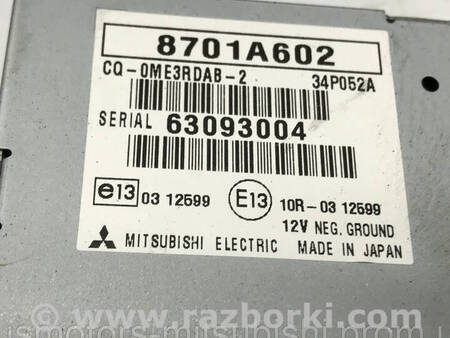 8701A602
CQ-0ME3RDAB-2 34P052A
SERIAL 63093004
e13 03 12599 E13 10R-03 12599
12V NEG. GROUND
MITSUBISHI ELECTRIC MADE IN JAPAN
www.razborki.com